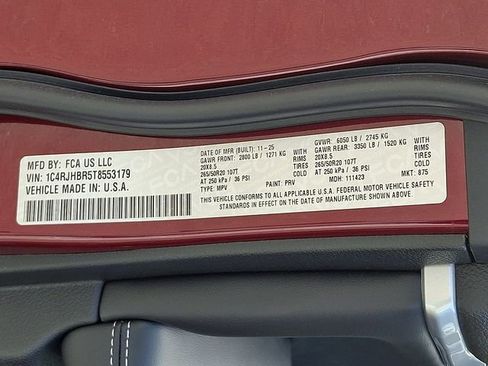 MFD BY: FCA US LLC
VIN: 1C4RJHBR5T8553179
VEHICLE MADE IN U.S.A.
DATE OF MFR (BUILT): 11-25
GAWR FRONT: 2800 LB / 1271 KG WITH
20X8.5 RIMS
265/50R20 107T TIRES
AT 250 kPa / 36 PSI COLD
TYPE: MPV PAINT: PRV
GVWR: 6050 LB / 2745 KG
GAWR REAR: 3350 LB / 1520 KG WITH
20X8.5 RIMS
265/50R20 107T TIRES
AT 250 kPa / 36 PSI COLD
MDH: 111423 MKT: 875
THIS VEHICLE CONFORMS TO ALL APPLICABLE U.S.A. FEDERAL MOTOR VEHICLE SAFETY
STANDARDS IN EFFECT ON THE DATE OF MANUFACTURE SHOWN ABOVE.